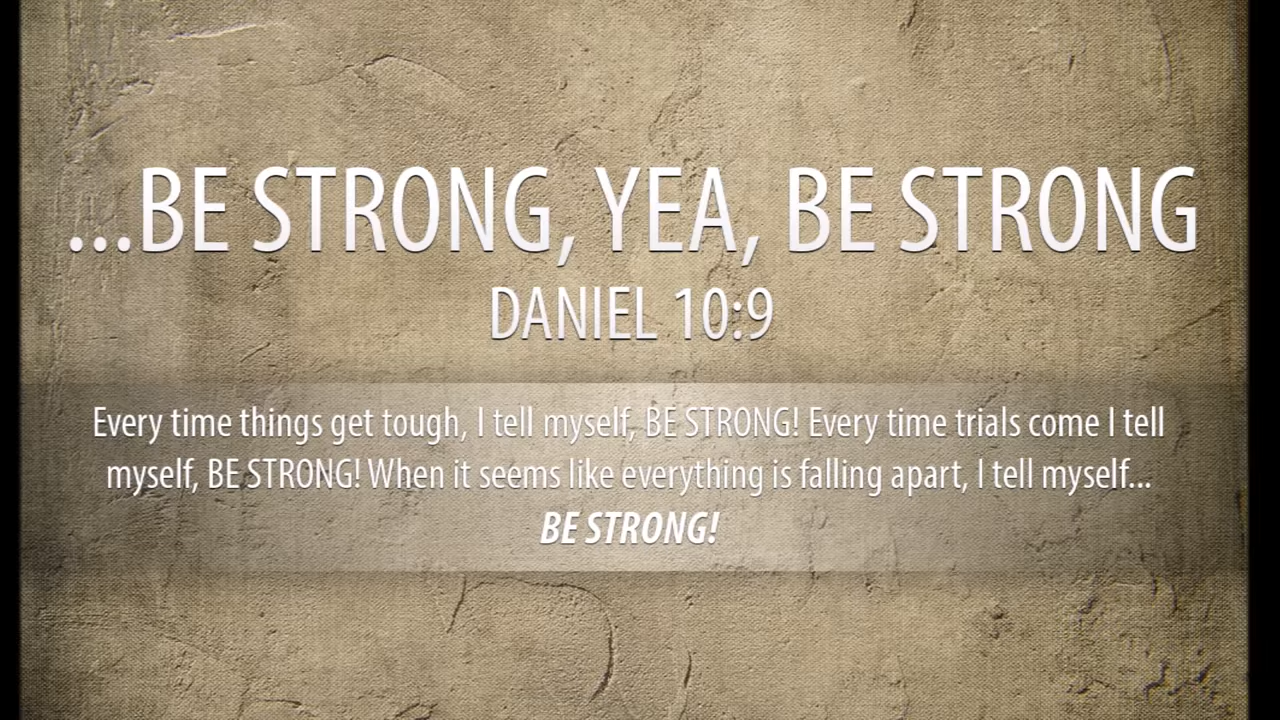 ...BE STRONG, YEA, BE STRONG
DANIEL 10:9
Every time things get tough, I tell myself, BE STRONG! Every time trials come I tell
myself, BE STRONG! When it seems like everything is falling apart, I tell myself...
BE STRONG!